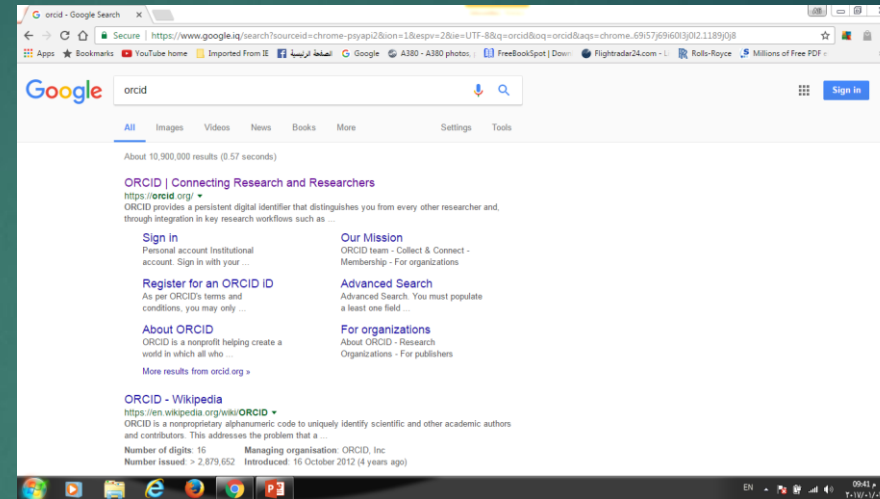 orcid - Google Search
Secure | https://www.google.iq/search?sourceid=chrome-psyapi2&ion=1&espv=2&ie=UTF-8&q=orcid&oq=orcid&aqs=chrome..69i57j69i60l3j0l2.1189j0j8
Apps Bookmarks YouTube home Imported From IE الصفحة الرئيسية Google A380 - A380 photos, FreeBookSpot | Down Flightradar24.com - L Rolls-Royce Millions of Free PDF
Google orcid Sign in
All Images Videos News Books More Settings Tools
About 10,900,000 results (0.57 seconds)
ORCID | Connecting Research and Researchers
https://orcid.org/
ORCID provides a persistent digital identifier that distinguishes you from every other researcher and,
through integration in key research workflows such as ...
Sign in
Personal account Institutional
account. Sign in with your ...
Our Mission
ORCID team - Collect & Connect -
Membership - For organizations
Register for an ORCID iD
As per ORCID's terms and
conditions, you may only ...
Advanced Search
Advanced Search. You must populate
a least one field ...
About ORCID
ORCID is a nonprofit helping create a
world in which all who ...
For organizations
About ORCID - Research
Organizations - For publishers
More results from orcid.org »
ORCID - Wikipedia
https://en.wikipedia.org/wiki/ORCID
ORCID is a nonproprietary alphanumeric code to uniquely identify scientific and other academic authors
and contributors. This addresses the problem that a ...
Number of digits: 16 Managing organisation: ORCID, Inc
Number issued: > 2,879,652 Introduced: 16 October 2012 (4 years ago)
EN 09:41 م